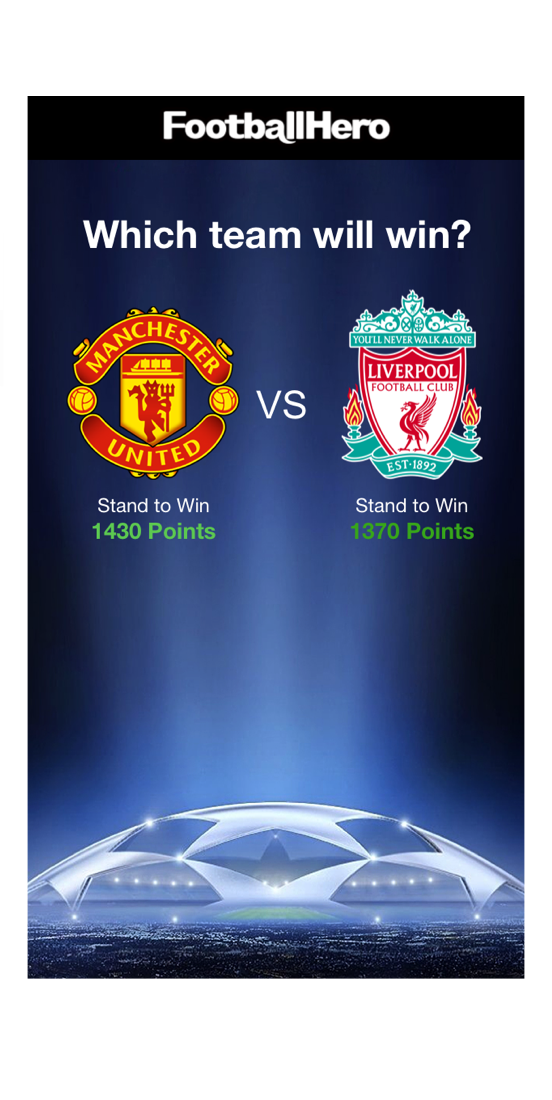 FootballHero
Which team will win?
MANCHESTER
UNITED
VS
YOU'LL NEVER WALK ALONE
LIVERPOOL
FOOTBALL CLUB
EST·1892
Stand to Win
1430 Points
Stand to Win
1370 Points